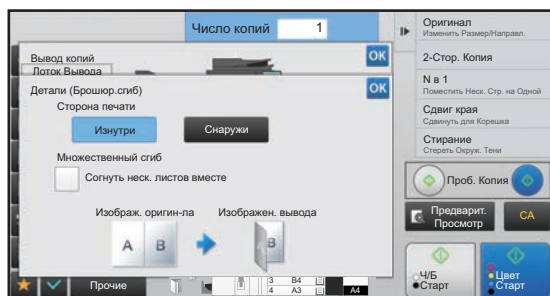 Число копий 1
Вывод копий
OK
Лоток Вывода
Детали (Брошюр.сгиб)
OK
Сторона печати
Изнутри
Снаружи
Множественный сгиб
Согнуть неск. листов вместе
Изображ. оригин-ла
Изображен. вывода
A B
B
Прочие
3 B4
4 A3
A4
Оригинал
Изменить Размер/Направл.
2-Стор. Копия
N в 1
Поместить Неск. Стр. на Одной
Сдвиг края
Сдвинуть для Корешка
Стирание
Стереть Окруж. Тени
Проб. Копия
Предварит.
Просмотр
CA
Ч/Б
Старт
Цвет
Старт